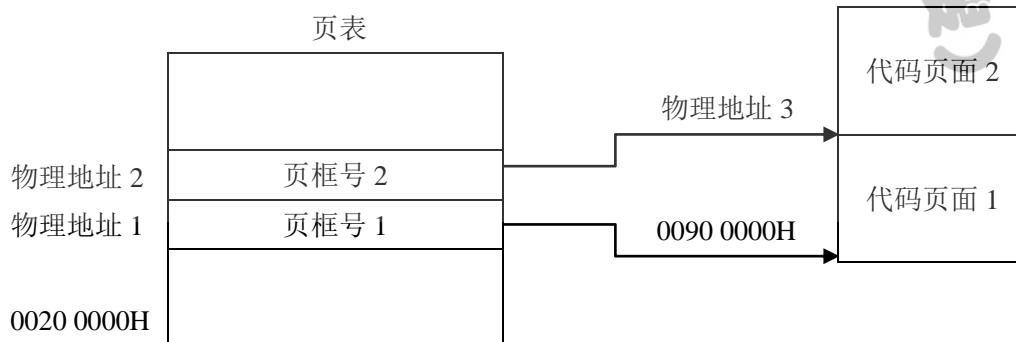 页表
代码页面 2
物理地址 3
物理地址 2
页框号 2
物理地址 1
页框号 1
代码页面 1
0090 0000H
0020 0000H